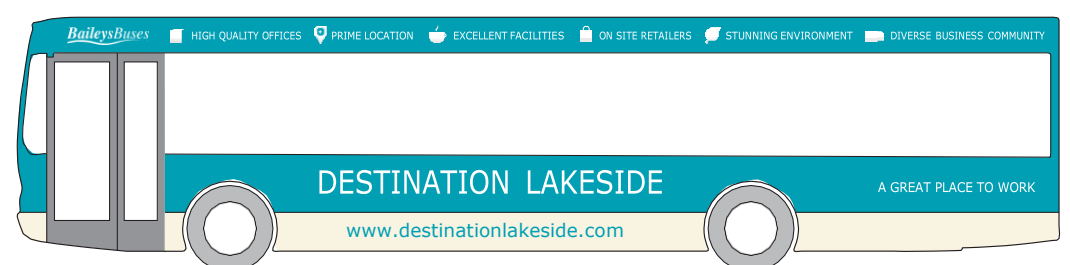 BaileysBuses HIGH QUALITY OFFICES PRIME LOCATION EXCELLENT FACILITIES ON SITE RETAILERS STUNNING ENVIRONMENT DIVERSE BUSINESS COMMUNITY
DESTINATION LAKESIDE
A GREAT PLACE TO WORK
www.destinationlakeside.com